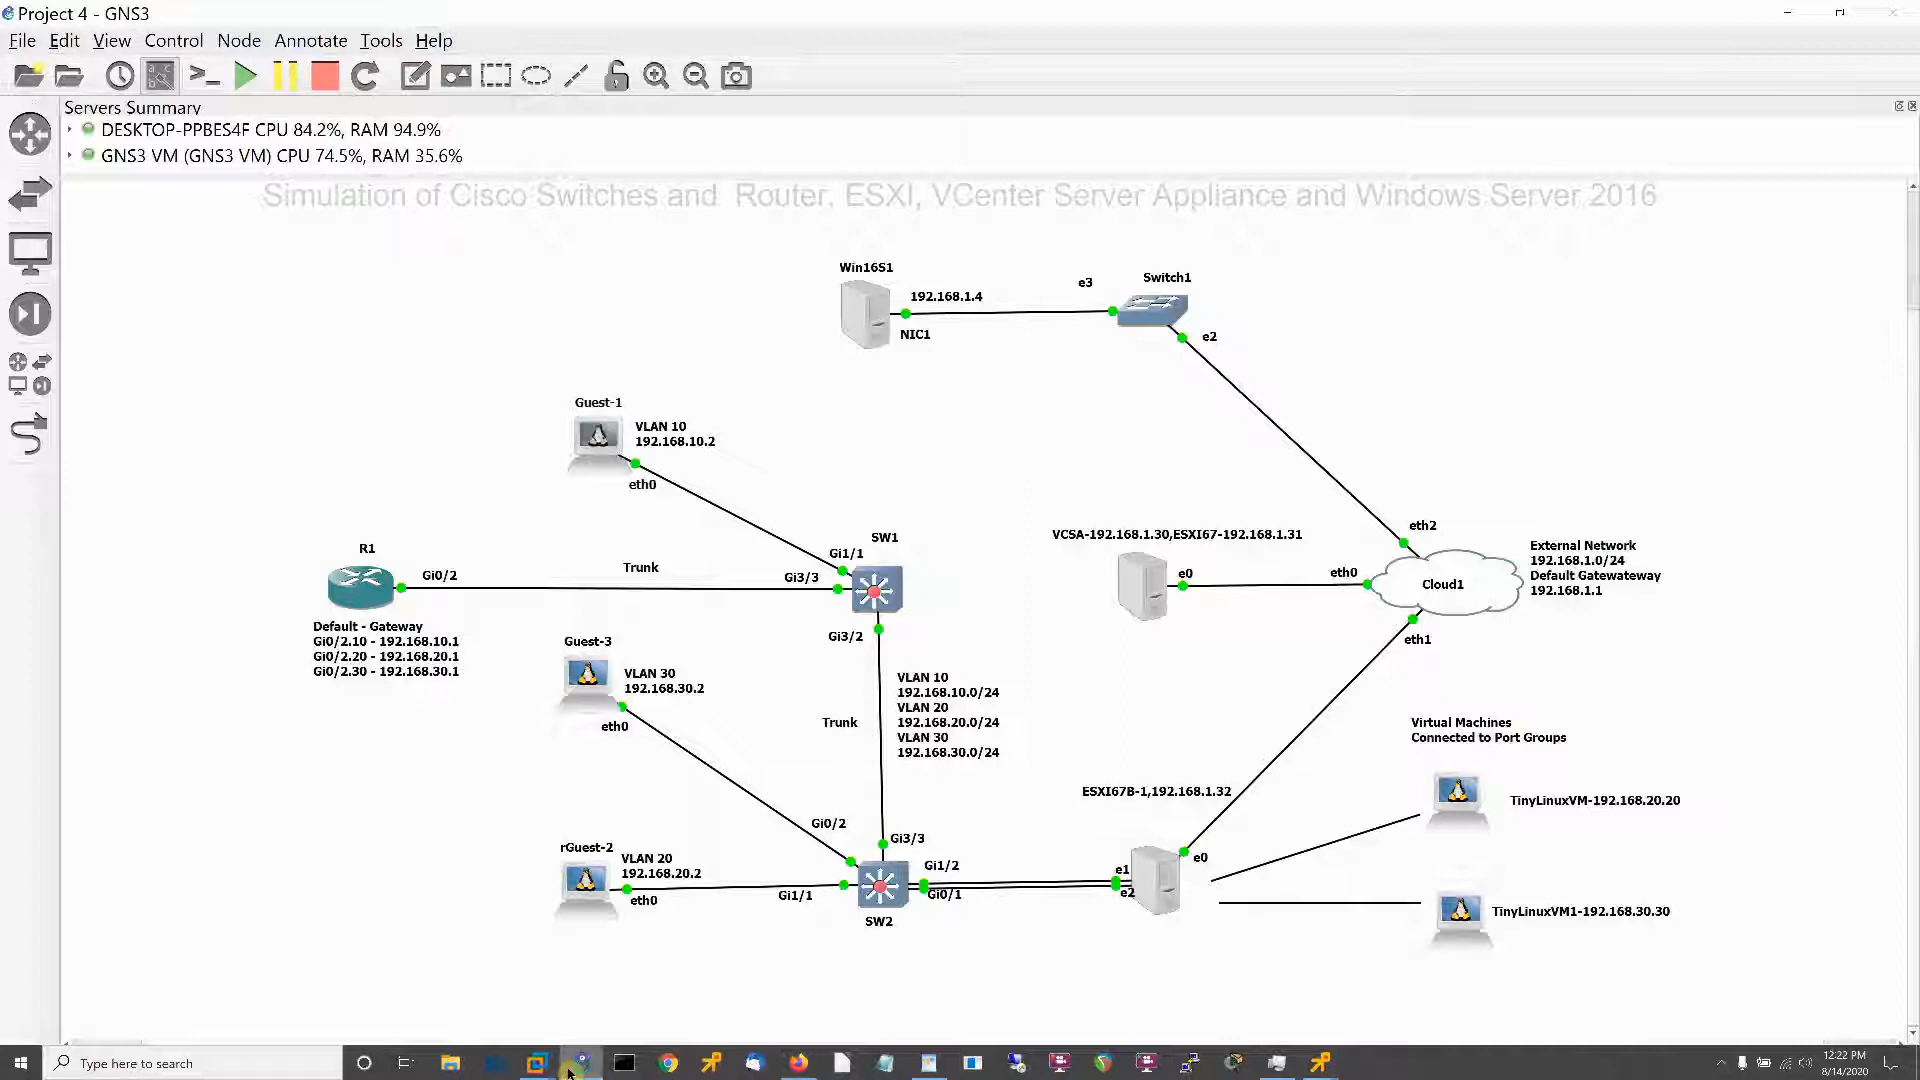 Project 4 - GNS3
File Edit View Control Node Annotate Tools Help
Servers Summary
DESKTOP-PPBES4F CPU 84.2%, RAM 94.9%
GNS3 VM (GNS3 VM) CPU 74.5%, RAM 35.6%
Simulation of Cisco Switches and Router. ESXI, VCenter Server Appliance and Windows Server 2016
Win16S1
192.168.1.4
NIC1
e3
Switch1
e2
Guest-1
VLAN 10
192.168.10.2
eth0
R1
Gi0/2
Trunk
Default - Gateway
Gi0/2.10 - 192.168.10.1
Gi0/2.20 - 192.168.20.1
Gi0/2.30 - 192.168.30.1
SW1
Gi1/1
Gi3/3
Gi3/2
VCSA-192.168.1.30,ESXI67-192.168.1.31
e0
eth0
eth2
Cloud1
eth1
External Network
192.168.1.0/24
Default Gatewateway
192.168.1.1
Guest-3
VLAN 30
192.168.30.2
eth0
Trunk
VLAN 10
192.168.10.0/24
VLAN 20
192.168.20.0/24
VLAN 30
192.168.30.0/24
Virtual Machines
Connected to Port Groups
ESXI67B-1,192.168.1.32
TinyLinuxVM-192.168.20.20
Gi0/2
Gi3/3
rGuest-2
VLAN 20
192.168.20.2
eth0
Gi1/1
SW2
Gi1/2
Gi0/1
e1
e2
e0
TinyLinuxVM1-192.168.30.30
Type here to search
12:22 PM
8/14/2020